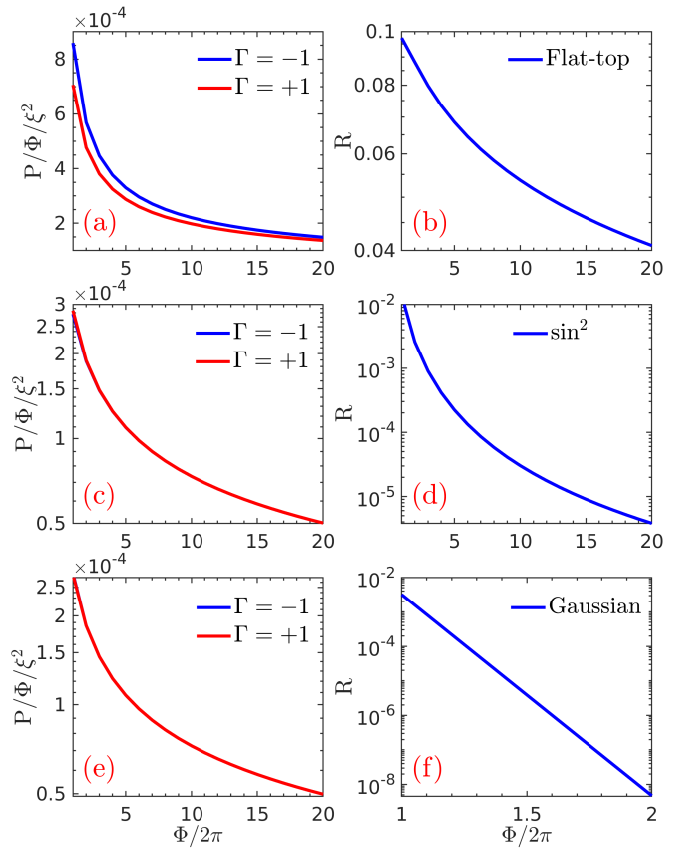 ×10⁻⁴
8
6
4
2
P/Φ/ξ²
Γ = −1
Γ = +1
(a)
5 10 15 20
0.1
0.08
0.06
0.04
R
Flat-top
(b)
5 10 15 20
×10⁻⁴
3
2.5
2
1.5
1
0.5
P/Φ/ξ²
Γ = −1
Γ = +1
(c)
5 10 15 20
10⁻²
10⁻³
10⁻⁴
10⁻⁵
R
sin²
(d)
5 10 15 20
×10⁻⁴
2.5
2
1.5
1
0.5
P/Φ/ξ²
Γ = −1
Γ = +1
(e)
5 10 15 20
Φ/2π
10⁻²
10⁻⁴
10⁻⁶
10⁻⁸
R
Gaussian
(f)
1 1.5 2
Φ/2π